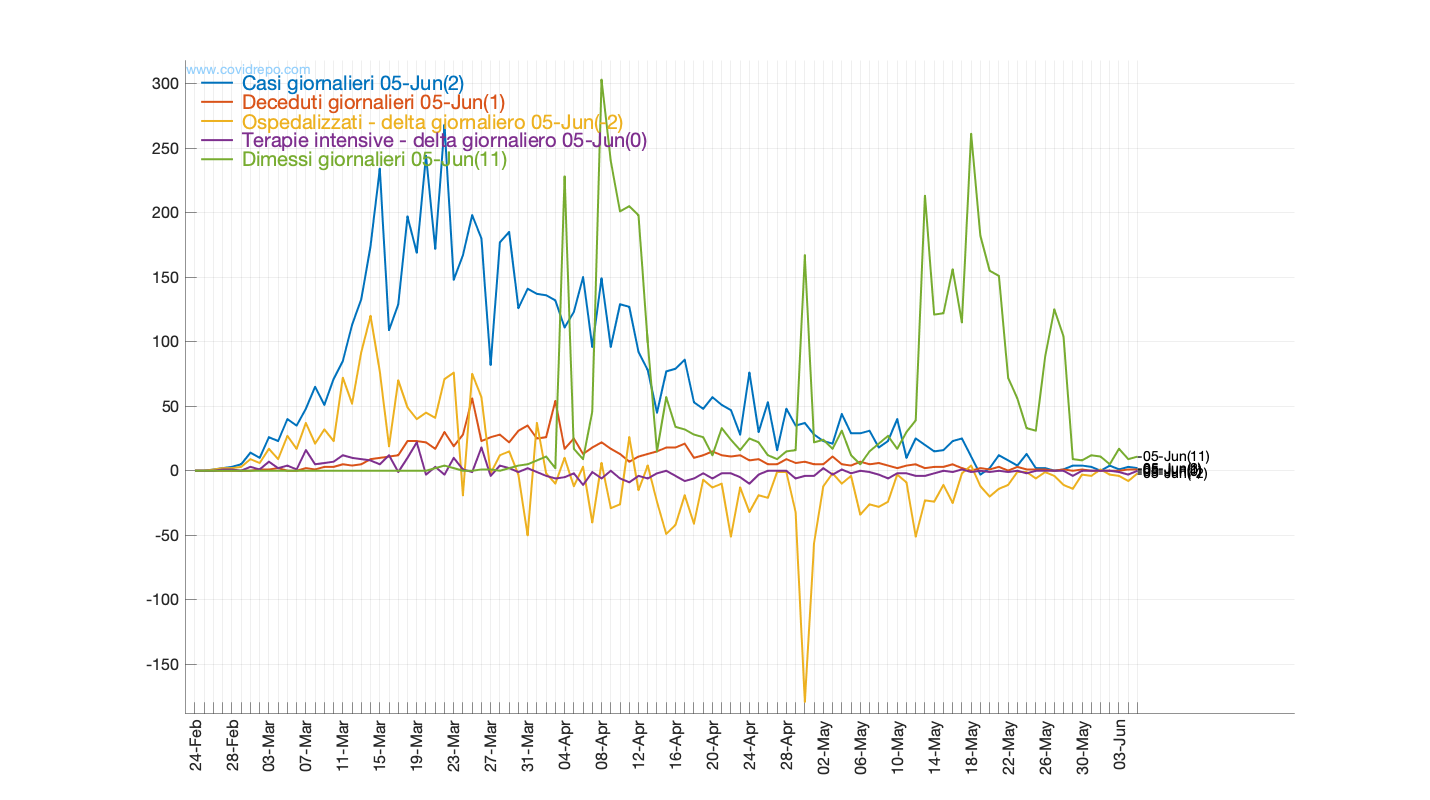 www.covidrepo.com
Casi giornalieri 05-Jun(2)
Deceduti giornalieri 05-Jun(1)
Ospedalizzati - delta giornaliero 05-Jun(-2)
Terapie intensive - delta giornaliero 05-Jun(0)
Dimessi giornalieri 05-Jun(11)
300
250
200
150
100
50
0
-50
-100
-150
05-Jun(11)
24-Feb
28-Feb
03-Mar
07-Mar
11-Mar
15-Mar
19-Mar
23-Mar
27-Mar
31-Mar
04-Apr
08-Apr
12-Apr
16-Apr
20-Apr
24-Apr
28-Apr
02-May
06-May
10-May
14-May
18-May
22-May
26-May
30-May
03-Jun